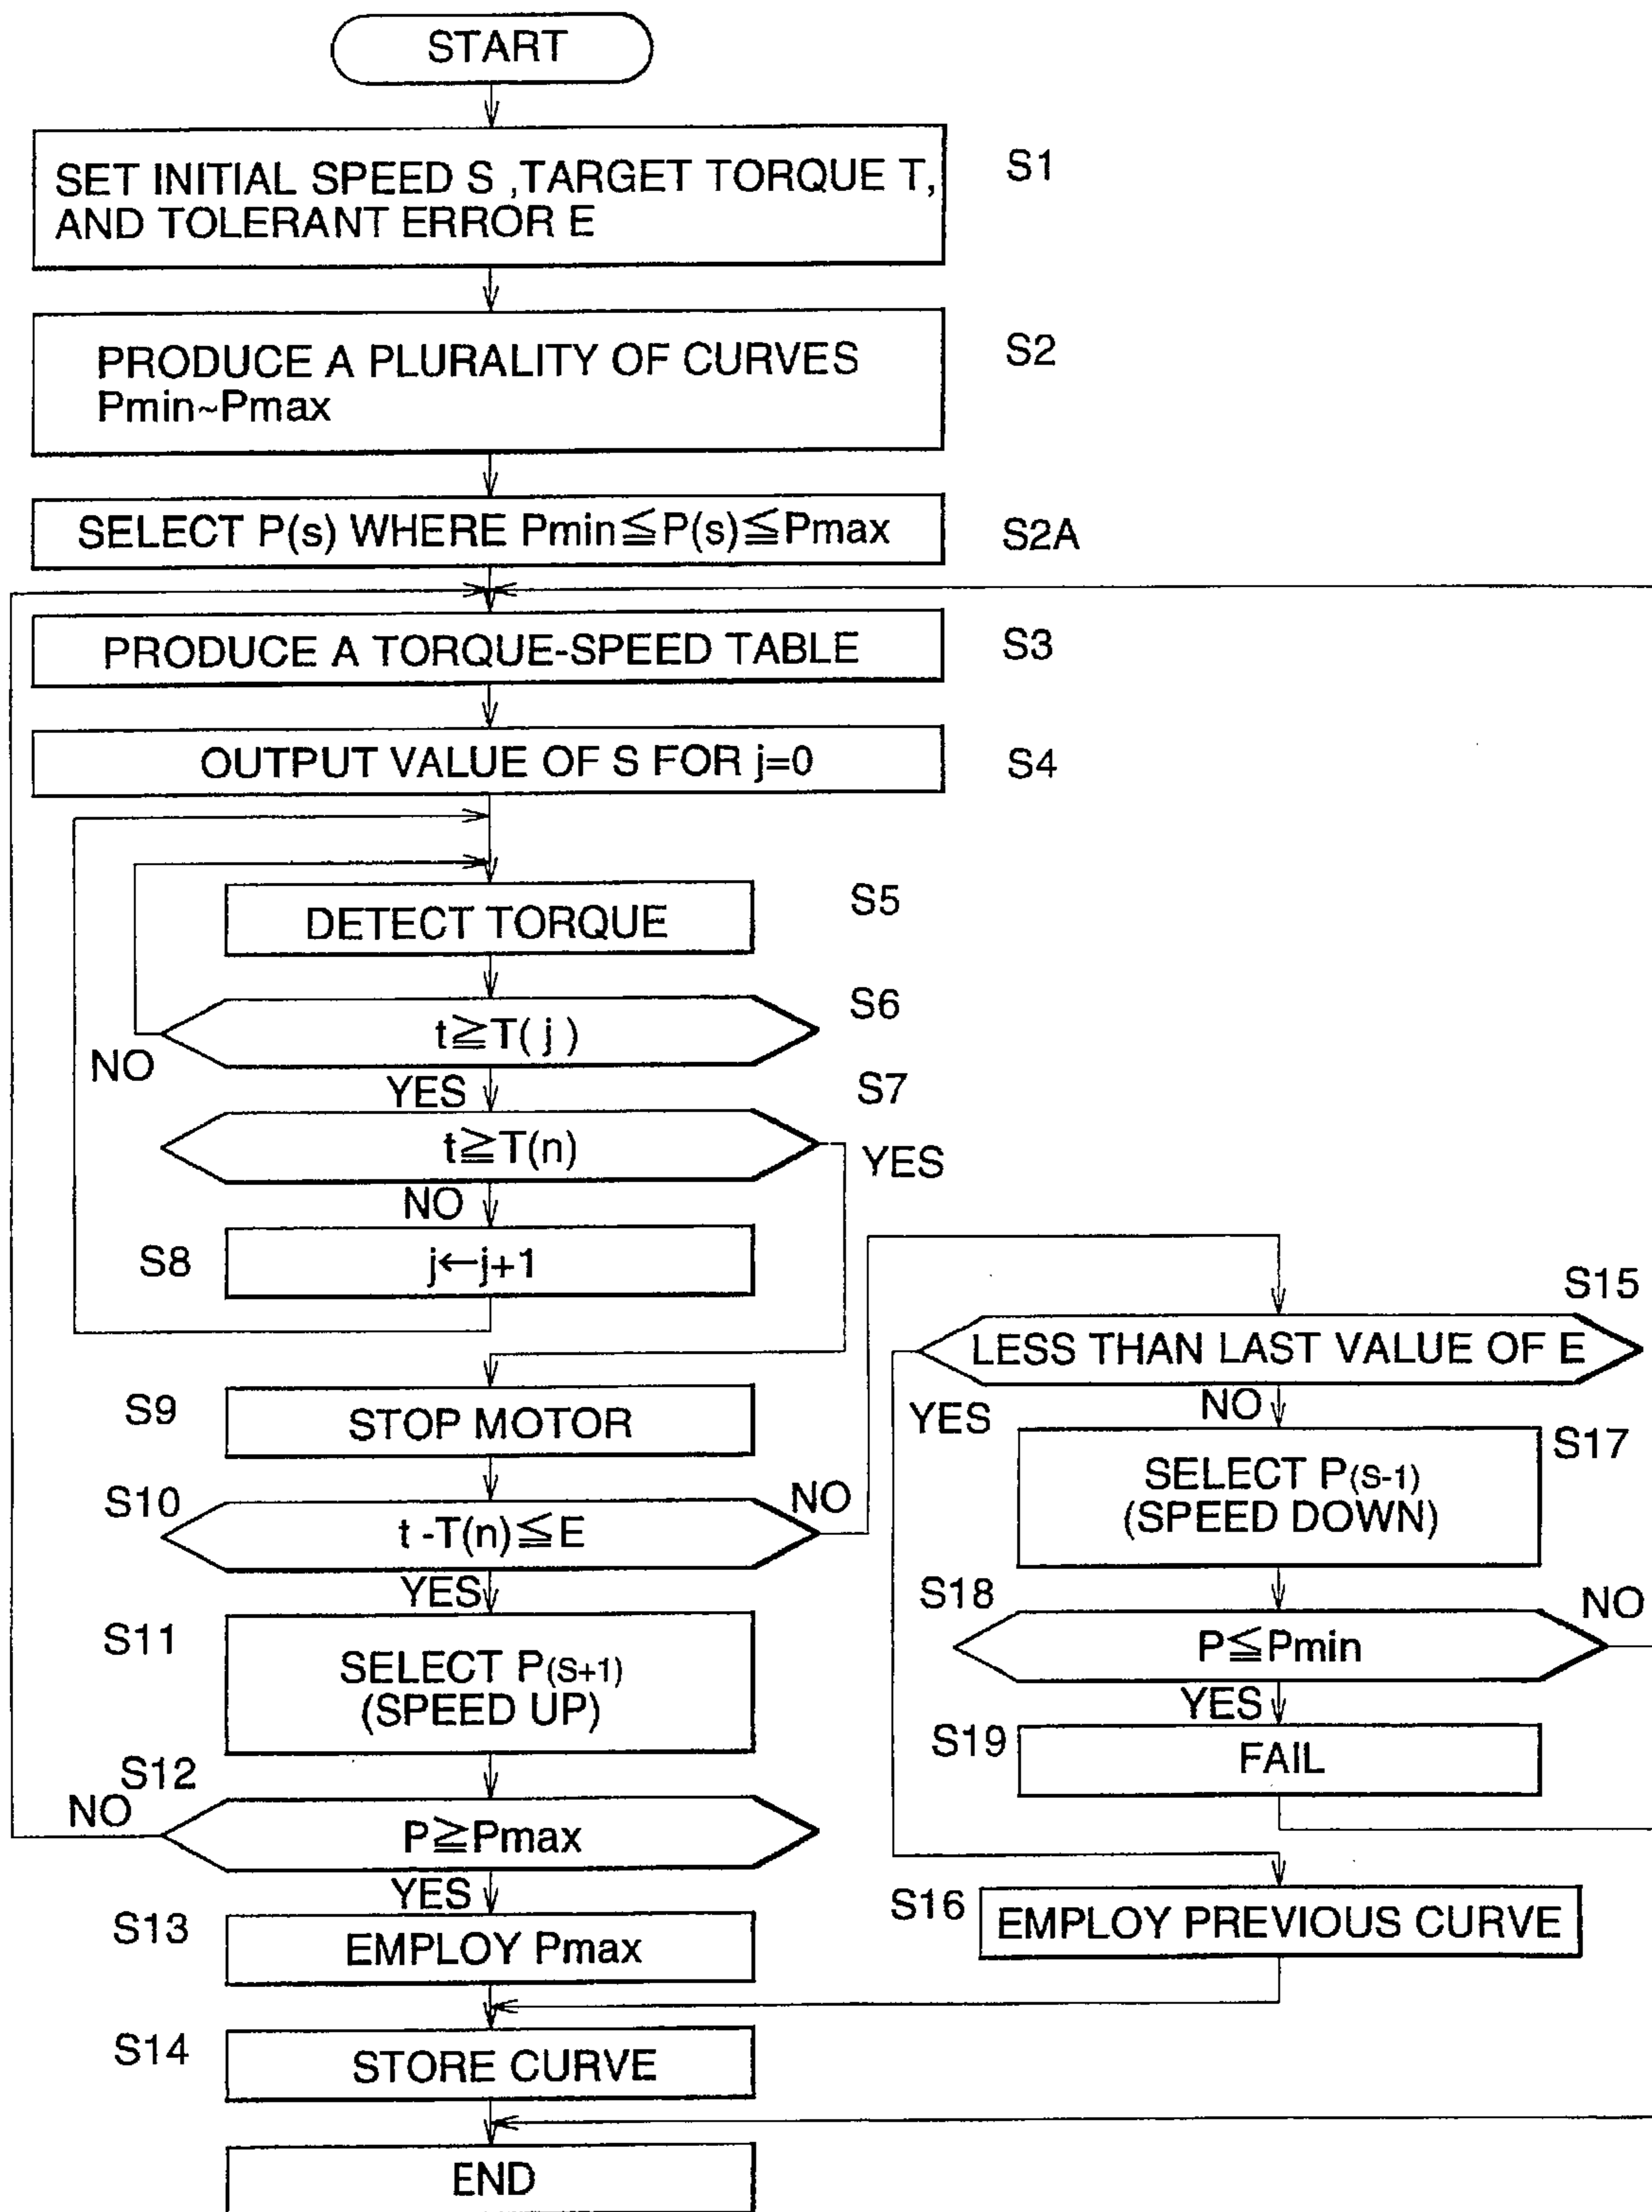 START
SET INITIAL SPEED S ,TARGET TORQUE T,
AND TOLERANT ERROR E
S1
PRODUCE A PLURALITY OF CURVES
Pmin~Pmax
S2
SELECT P(s) WHERE Pmin≦P(s)≦Pmax
S2A
PRODUCE A TORQUE-SPEED TABLE
S3
OUTPUT VALUE OF S FOR j=0
S4
DETECT TORQUE
S5
t≧T( j )
S6
NO
YES
S7
t≧T(n)
YES
NO
S8
j←j+1
S9
STOP MOTOR
S10
t -T(n)≦E
NO
YES
S11
SELECT P(S+1)
(SPEED UP)
S12
NO
P≧Pmax
YES
S13
EMPLOY Pmax
S14
STORE CURVE
END
S15
LESS THAN LAST VALUE OF E
YES
NO
S17
SELECT P(S-1)
(SPEED DOWN)
S18
NO
P≦Pmin
YES
S19
FAIL
S16
EMPLOY PREVIOUS CURVE